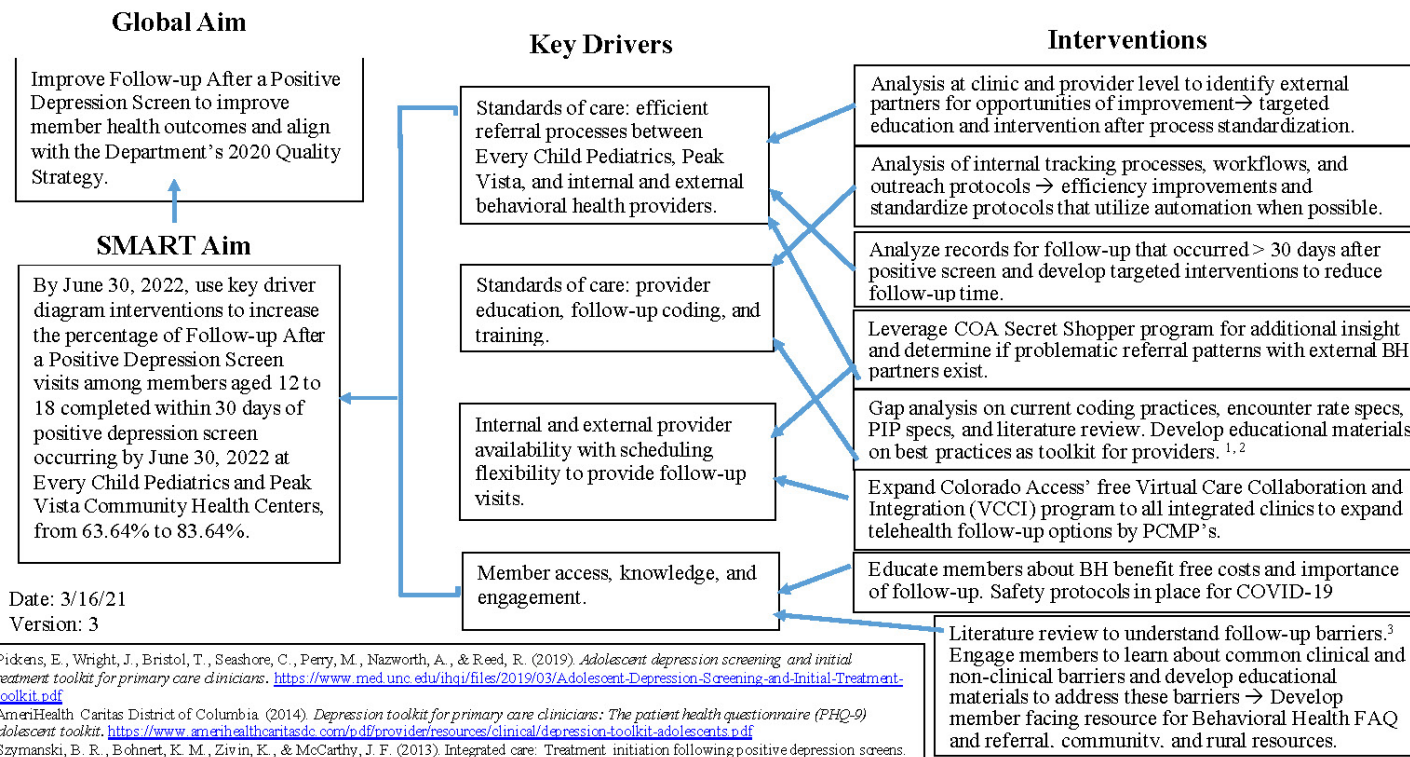 Global Aim
Improve Follow-up After a Positive
Depression Screen to improve
member health outcomes and align
with the Department's 2020 Quality
Strategy.
SMART Aim
By June 30, 2022, use key driver
diagram interventions to increase
the percentage of Follow-up After
a Positive Depression Screen
visits among members aged 12 to
18 completed within 30 days of
positive depression screen
occurring by June 30, 2022 at
Every Child Pediatrics and Peak
Vista Community Health Centers,
from 63.64% to 83.64%.
Date: 3/16/21
Version: 3
Key Drivers
Standards of care: efficient
referral processes between
Every Child Pediatrics, Peak
Vista, and internal and external
behavioral health providers.
Standards of care: provider
education, follow-up coding, and
training.
Internal and external provider
availability with scheduling
flexibility to provide follow-up
visits.
Member access, knowledge, and
engagement.
Interventions
Analysis at clinic and provider level to identify external
partners for opportunities of improvement→ targeted
education and intervention after process standardization.
Analysis of internal tracking processes, workflows, and
outreach protocols → efficiency improvements and
standardize protocols that utilize automation when possible.
Analyze records for follow-up that occurred > 30 days after
positive screen and develop targeted interventions to reduce
follow-up time.
Leverage COA Secret Shopper program for additional insight
and determine if problematic referral patterns with external BH
partners exist.
Gap analysis on current coding practices, encounter rate specs,
PIP specs, and literature review. Develop educational materials
on best practices as toolkit for providers. 1, 2
Expand Colorado Access' free Virtual Care Collaboration and
Integration (VCCI) program to all integrated clinics to expand
telehealth follow-up options by PCMP's.
Educate members about BH benefit free costs and importance
of follow-up. Safety protocols in place for COVID-19
Literature review to understand follow-up barriers.3
Engage members to learn about common clinical and
non-clinical barriers and develop educational
materials to address these barriers → Develop
member facing resource for Behavioral Health FAQ
and referral, community, and rural resources.
Pickens, E., Wright, J., Bristol, T., Seashore, C., Perry, M., Nazworth, A., & Reed, R. (2019). Adolescent depression screening and initial
treatment toolkit for primary care clinicians. https://www.med.unc.edu/ihqi/files/2019/03/Adolescent-Depression-Screening-and-Initial-Treatment-
Toolkit.pdf
AmeriHealth Caritas District of Columbia. (2014). Depression toolkit for primary care clinicians: The patient health questionnaire (PHQ-9)
adolescent toolkit. https://www.amerihealthcaritasdc.com/pdf/provider/resources/clinical/depression-toolkit-adolescents.pdf
Szymanski, B. R., Bohnert, K. M., Zivin, K., & McCarthy, J. F. (2013). Integrated care: Treatment initiation following positive depression screens.